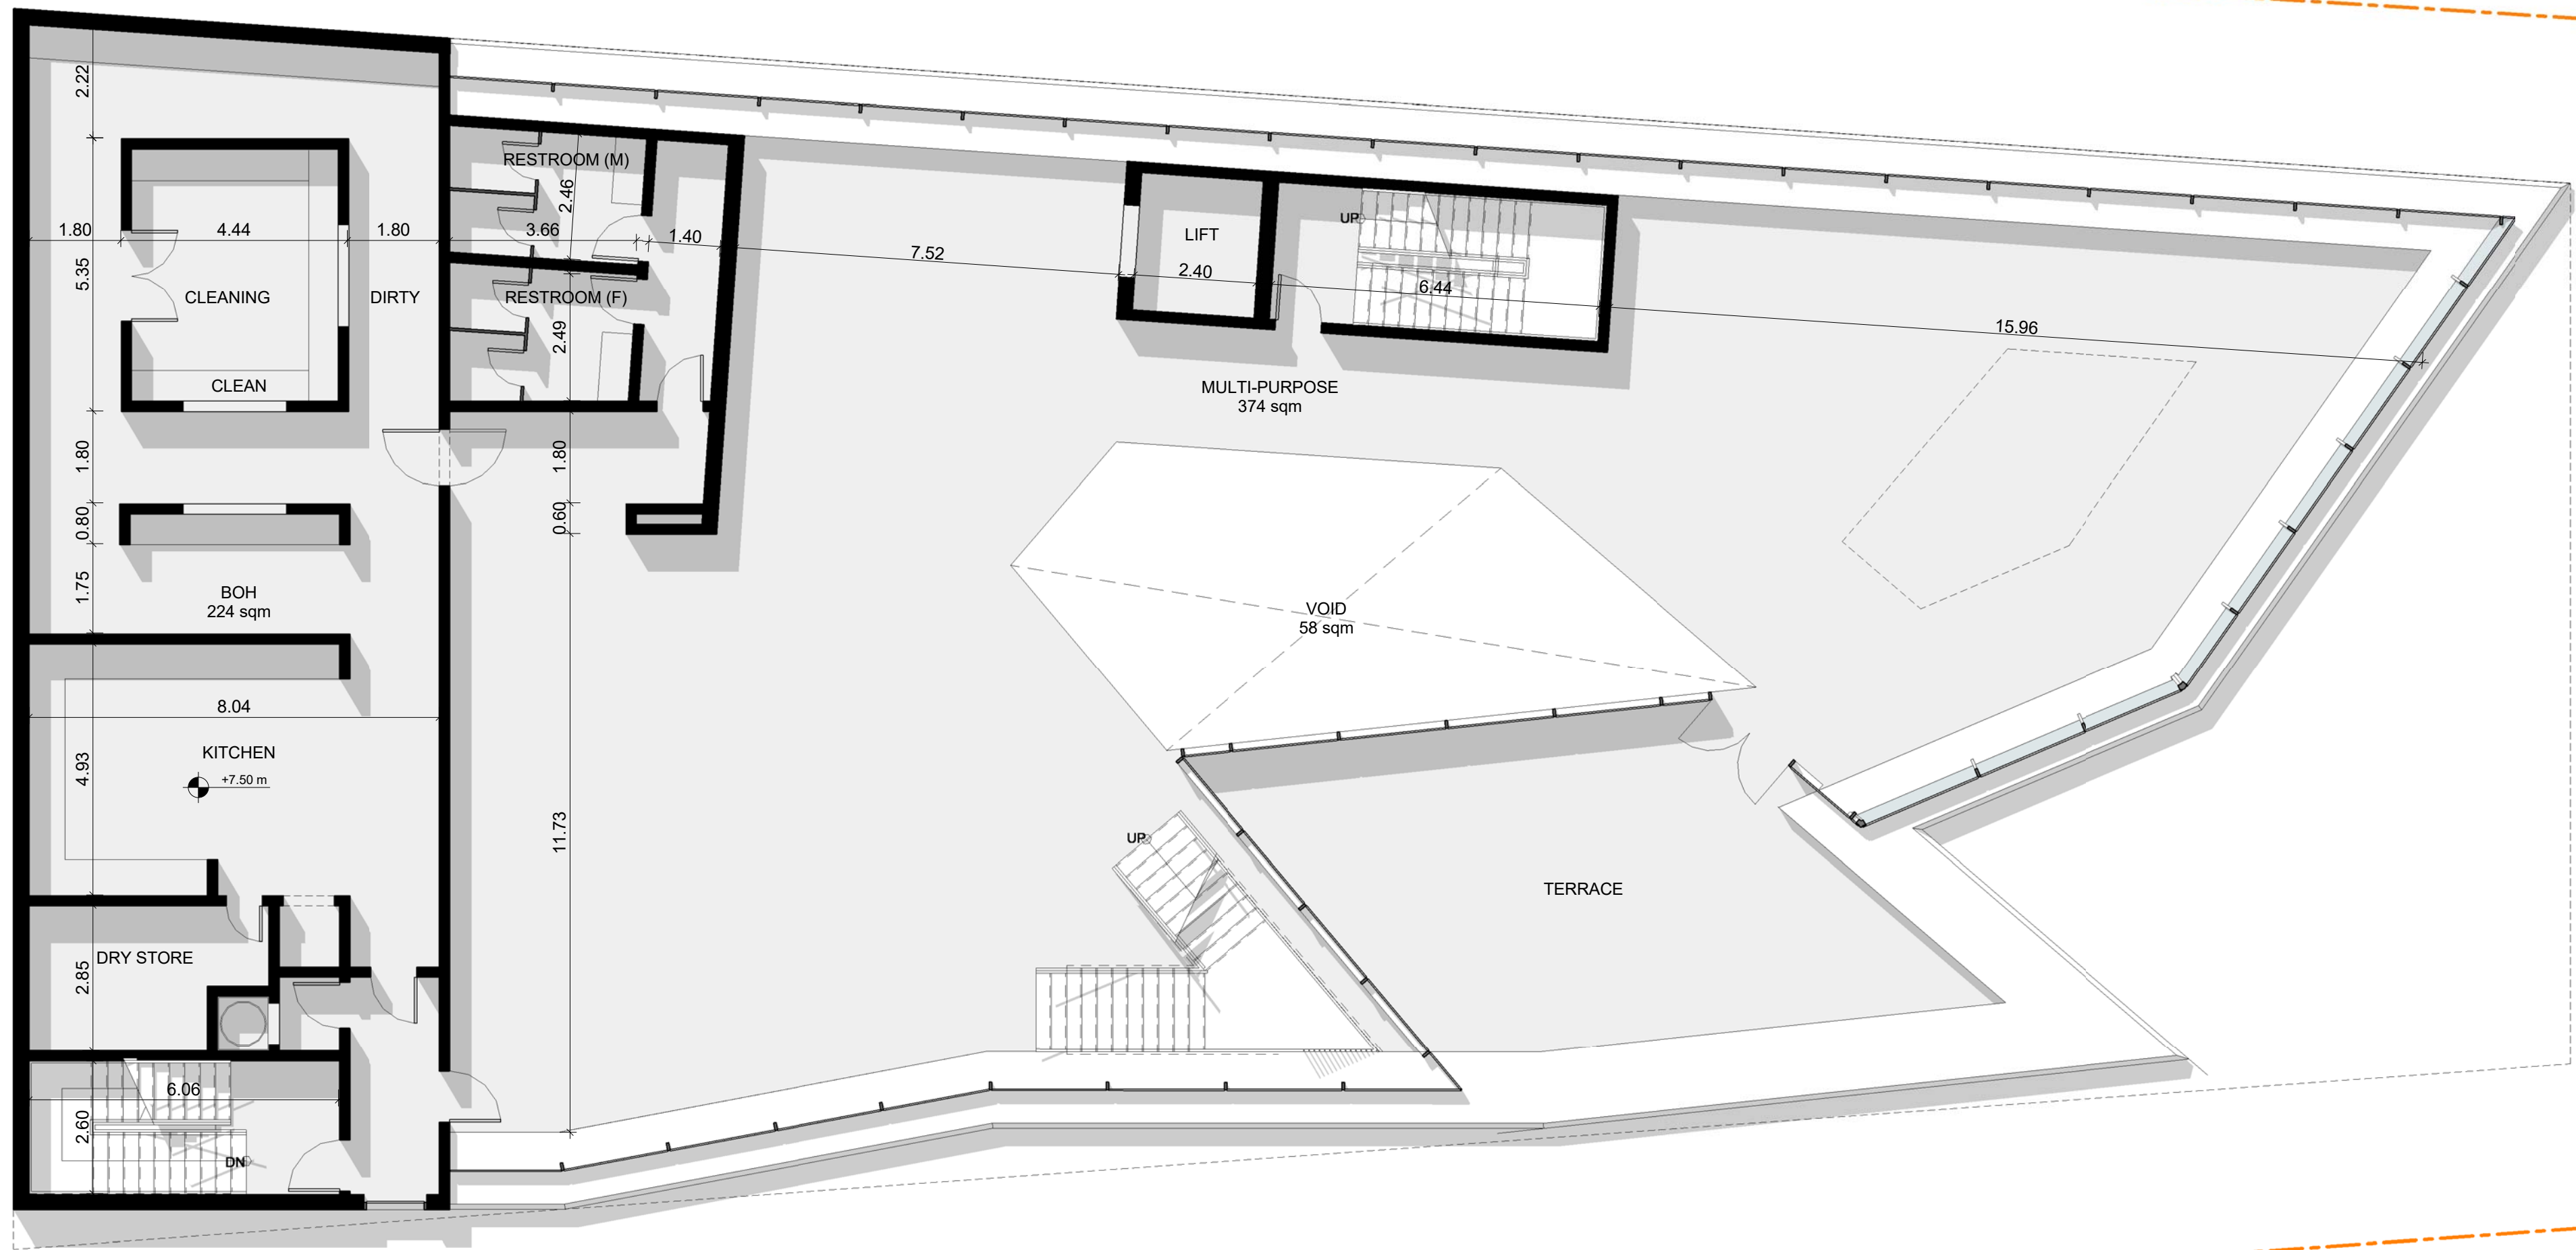 2.22
RESTROOM (M)
2.46
1.80
4.44
1.80
3.66
1.40
7.52
UP
LIFT
2.40
6.44
15.96
5.35
CLEANING
DIRTY
RESTROOM (F)
2.49
CLEAN
MULTI-PURPOSE
374 sqm
1.80
1.80
0.80
0.60
1.75
BOH
224 sqm
VOID
58 sqm
8.04
KITCHEN
+7.50 m
4.93
11.73
UP
TERRACE
DRY STORE
2.85
6.06
2.60
DN